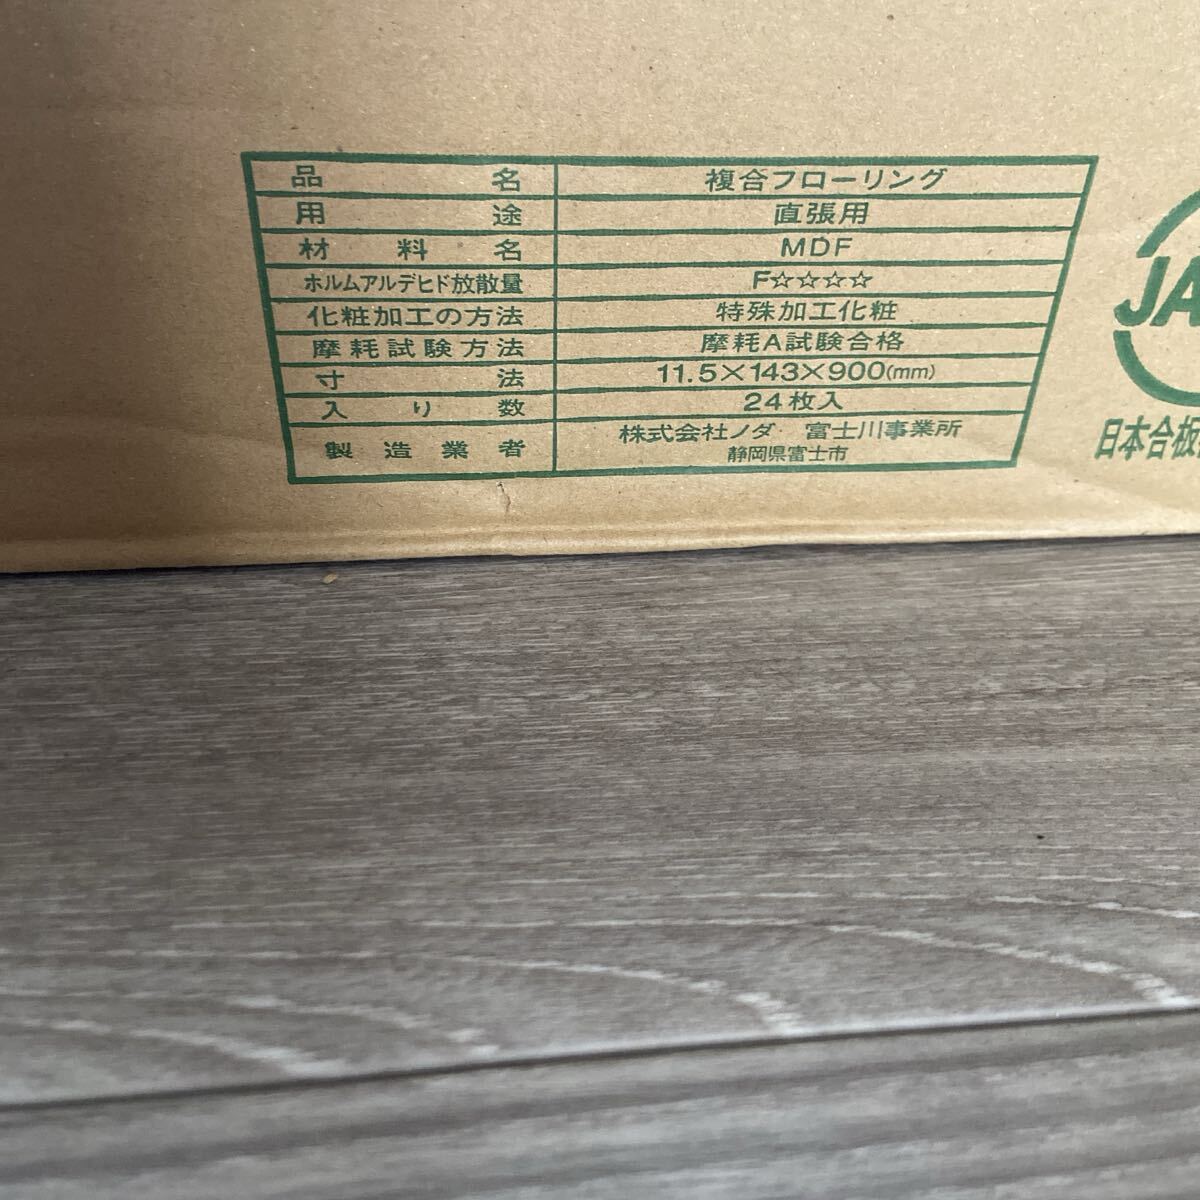 品名 複合フローリング
用途 直張用
材料名 MDF
ホルムアルデヒド放散量 F☆☆☆☆
化粧加工の方法 特殊加工化粧
摩耗試験方法 摩耗A試験合格
寸法 11.5×143×900(mm)
入り数 24枚入
製造業者 株式会社ノダ 富士川事業所
静岡県富士市
JA
日本合板